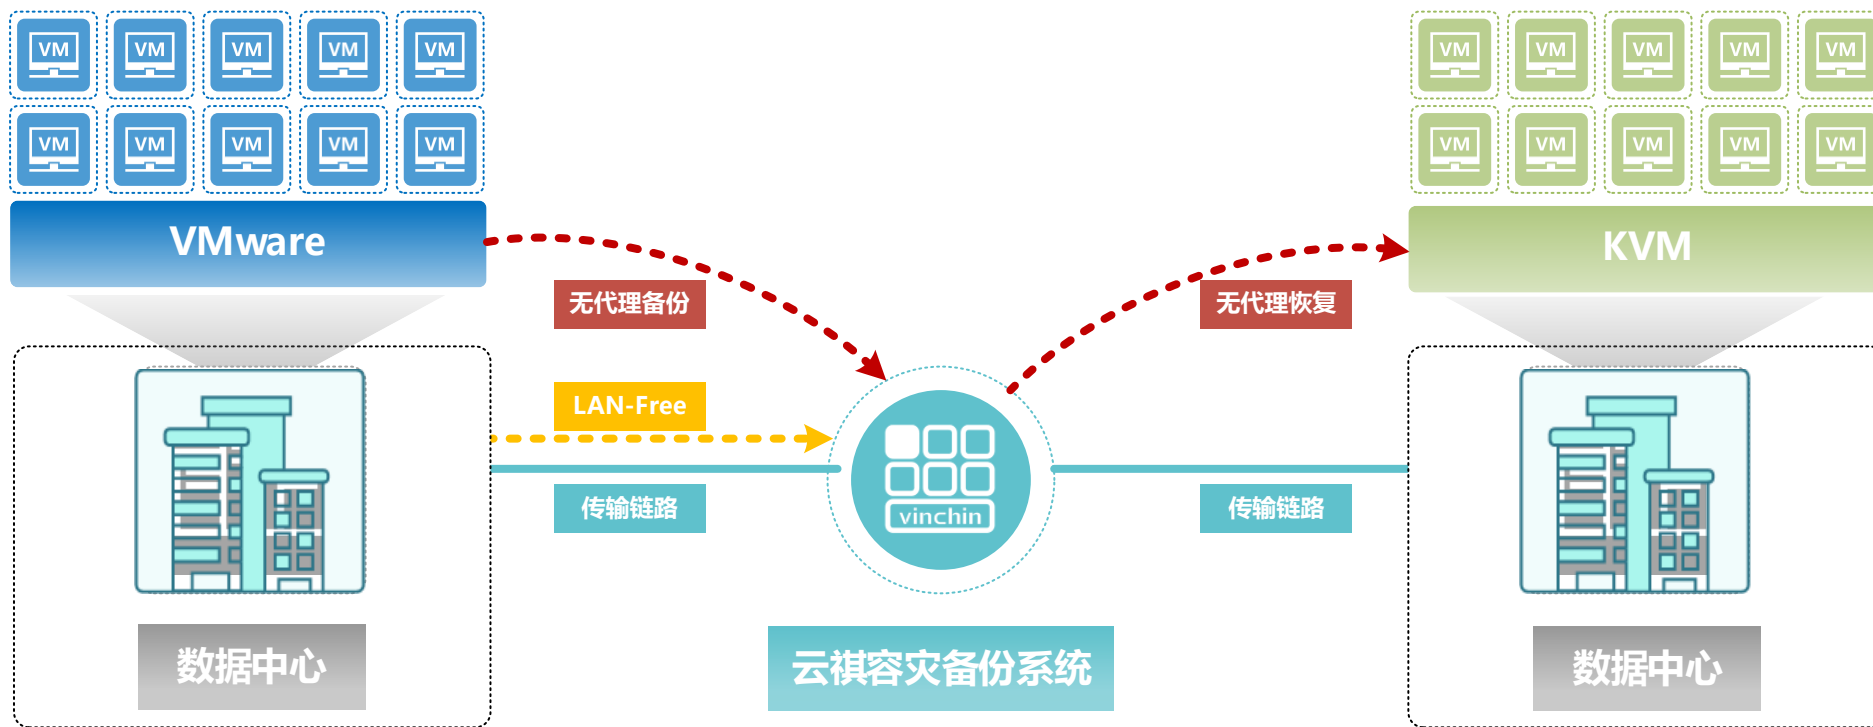 VM VM VM VM VM
VM VM VM VM VM
VMware
VM VM VM VM VM
VM VM VM VM VM
KVM
无代理备份
无代理恢复
LAN-Free
传输链路
传输链路
vinchin
数据中心
云祺容灾备份系统
数据中心